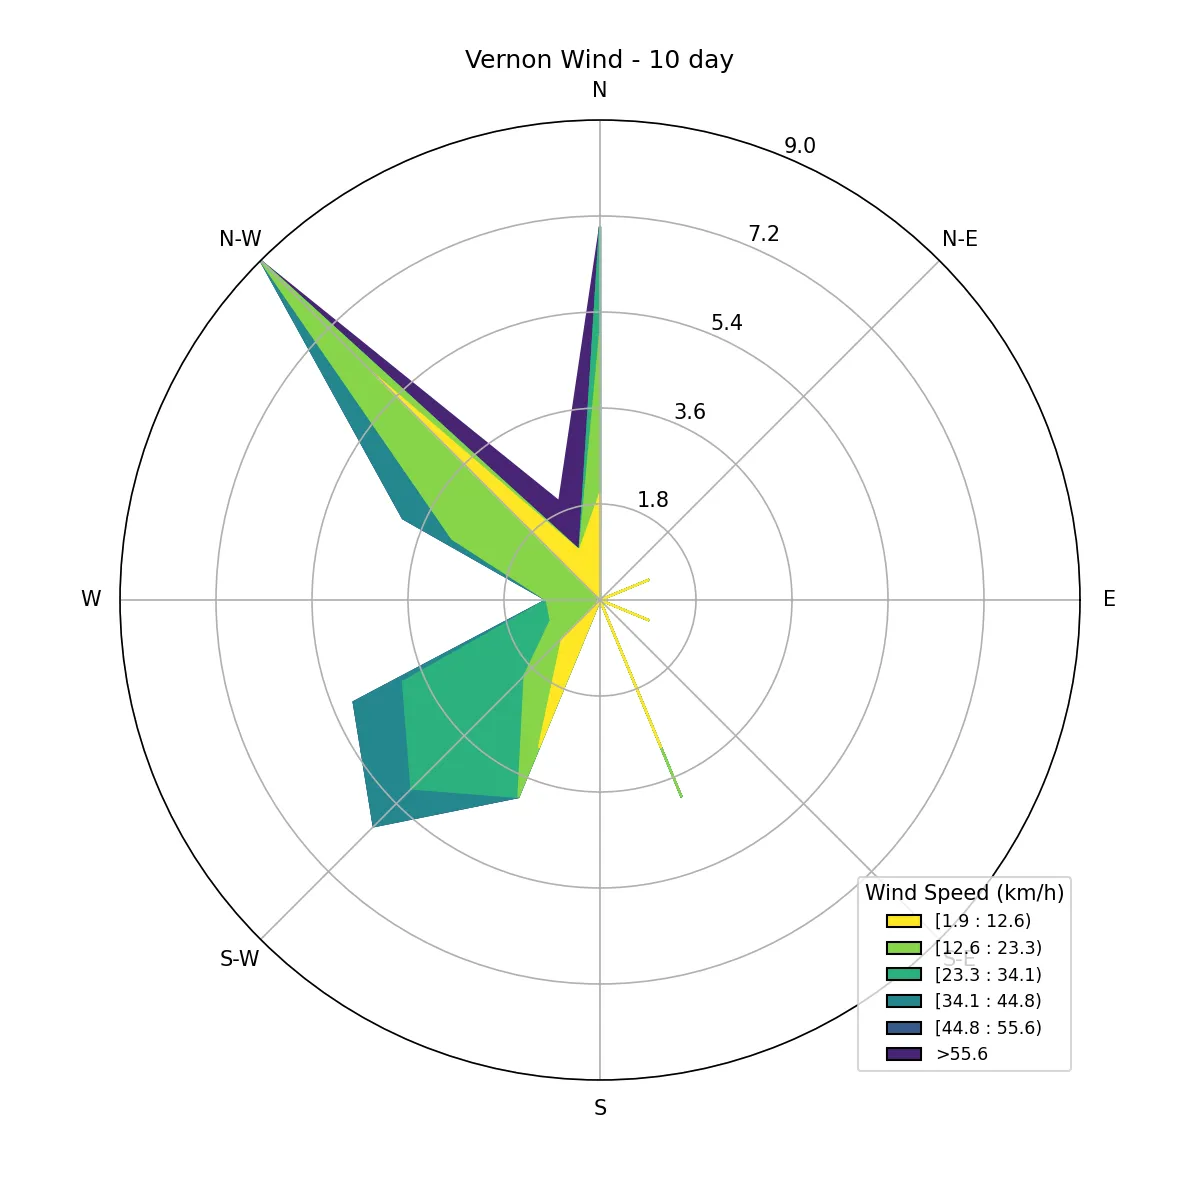 Vernon Wind - 10 day
N
9.0
N-W
N-E
7.2
5.4
3.6
1.8
W
E
S-W
S-E
Wind Speed (km/h)
[1.9 : 12.6)
[12.6 : 23.3)
[23.3 : 34.1)
[34.1 : 44.8)
[44.8 : 55.6)
>55.6
S